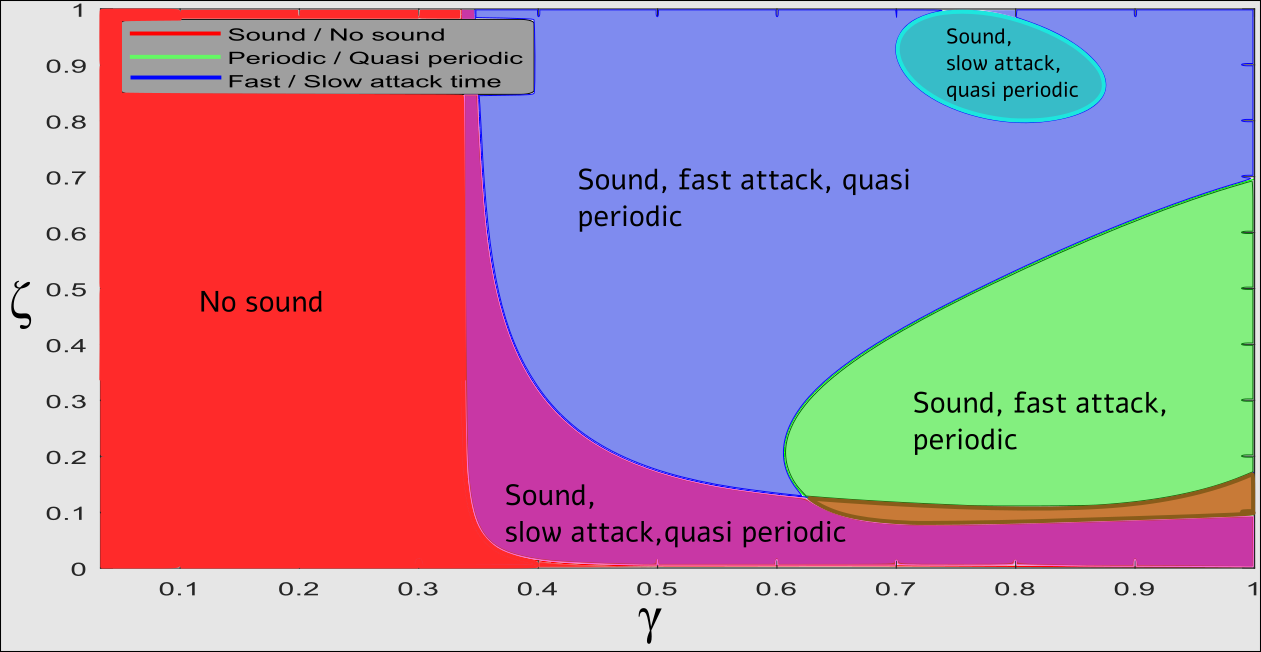 1
Sound / No sound
Periodic / Quasi periodic
Fast / Slow attack time
Sound,
slow attack,
quasi periodic
0.9
0.8
0.7
Sound, fast attack, quasi
periodic
0.6
0.5
No sound
ζ
0.4
0.3
Sound, fast attack,
periodic
0.2
0.1
Sound,
slow attack,quasi periodic
0
0.1 0.2 0.3 0.4 0.5 0.6 0.7 0.8 0.9 1
γ